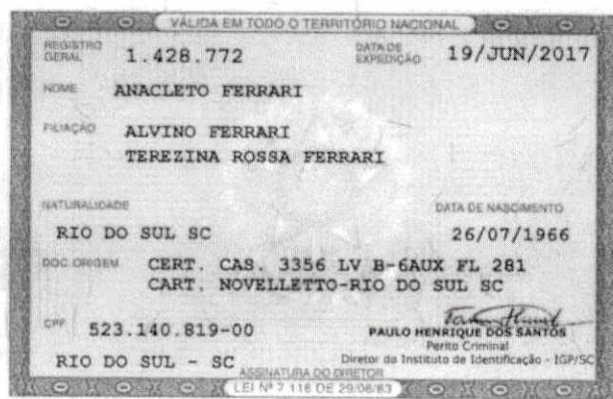 VÁLIDA EM TODO O TERRITÓRIO NACIONAL
REGISTRO GERAL 1.428.772 DATA DE EXPEDIÇÃO 19/JUN/2017
NOME ANACLETO FERRARI
FILIAÇÃO ALVINO FERRARI
TEREZINA ROSSA FERRARI
NATURALIDADE DATA DE NASCIMENTO
RIO DO SUL SC 26/07/1966
DOC. ORIGEM CERT. CAS. 3356 LV B-6AUX FL 281
CART. NOVELLETTO-RIO DO SUL SC
CPF 523.140.819-00
PAULO HENRIQUE DOS SANTOS
Perito Criminal
RIO DO SUL - SC Diretor do Instituto de Identificação - IGP/SC
ASSINATURA DO DIRETOR
LEI Nº 7.116 DE 29/08/83